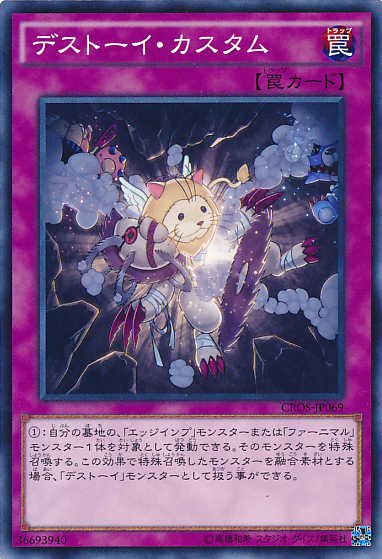 デストーイ・カスタム
トラップ
罠
【罠カード】
CROS-JP069
①:自分の墓地の、「エッジインプ」モンスターまたは「ファーニマル」
モンスター1体を対象として発動できる。そのモンスターを特殊
召喚する。この効果で特殊召喚したモンスターを融合素材とする
場合、「デストーイ」モンスターとして扱う事ができる。
36693940
©高橋和希 スタジオ・ダイス/集英社